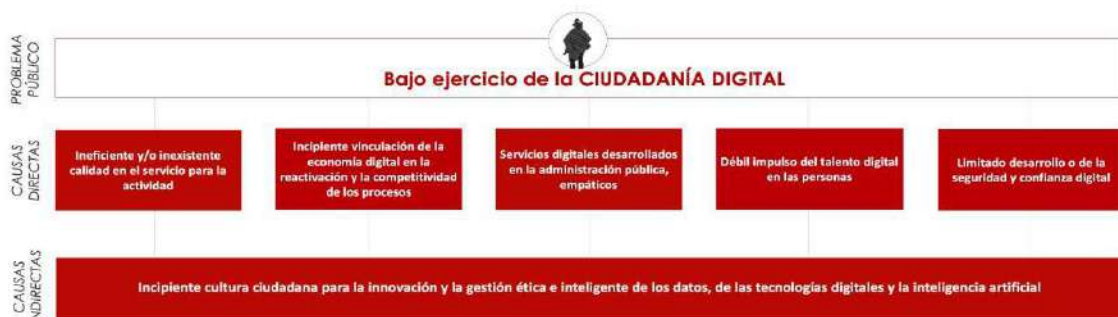 PROBLEMA
PÚBLICO
Bajo ejercicio de la CIUDADANÍA DIGITAL
CAUSAS
DIRECTAS
Ineficiente y/o inexistente
calidad en el servicio para la
actividad
Incipiente vinculación de la
economía digital en la
reactivación y la competitividad
de los procesos
Servicios digitales desarrollados
en la administración pública,
empáticos
Débil impulso del talento digital
en las personas
Limitado desarrollo o de la
seguridad y confianza digital
CAUSAS
NDIRECTAS
Incipiente cultura ciudadana para la innovación y la gestión ética e inteligente de los datos, de las tecnologías digitales y la inteligencia artificial